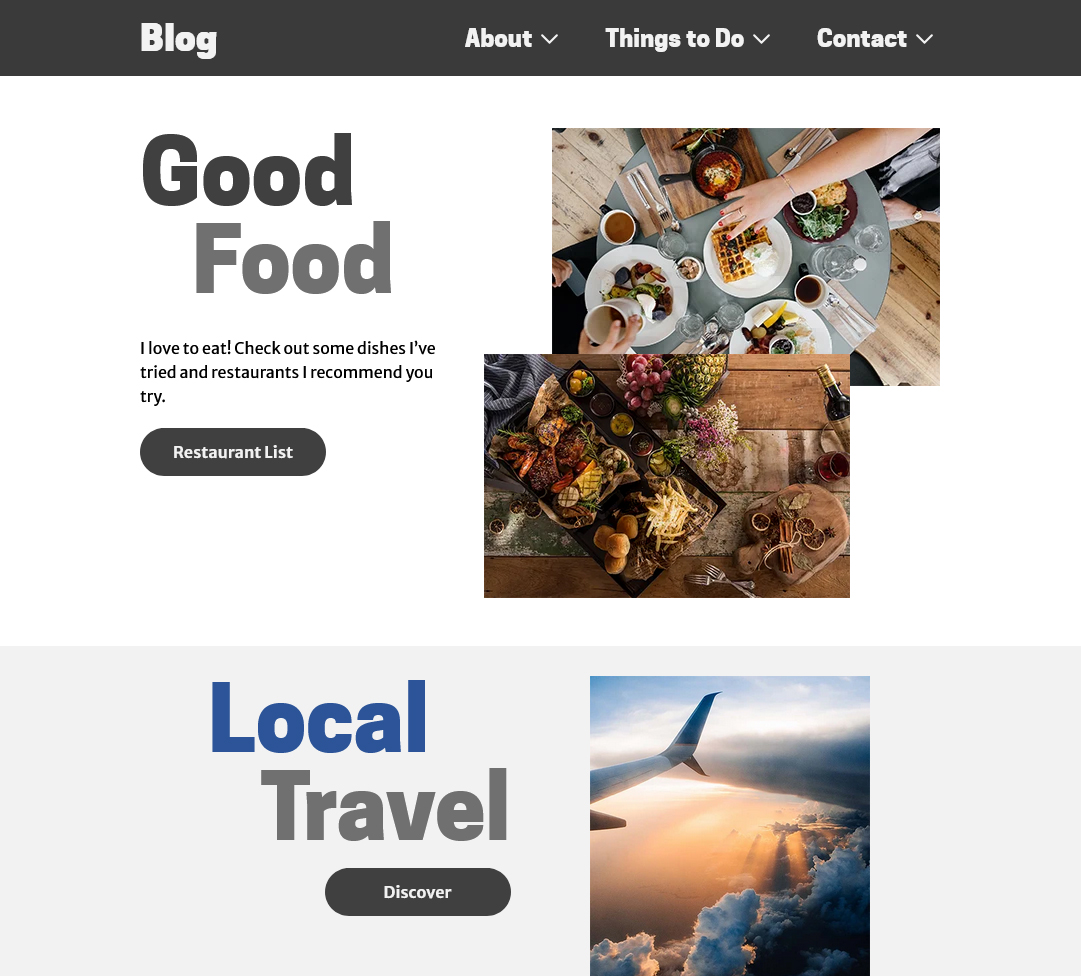 Blog
About
Things to Do
Contact
Good
Food
I love to eat! Check out some dishes I’ve
tried and restaurants I recommend you
try.
Restaurant List
Local
Travel
Discover